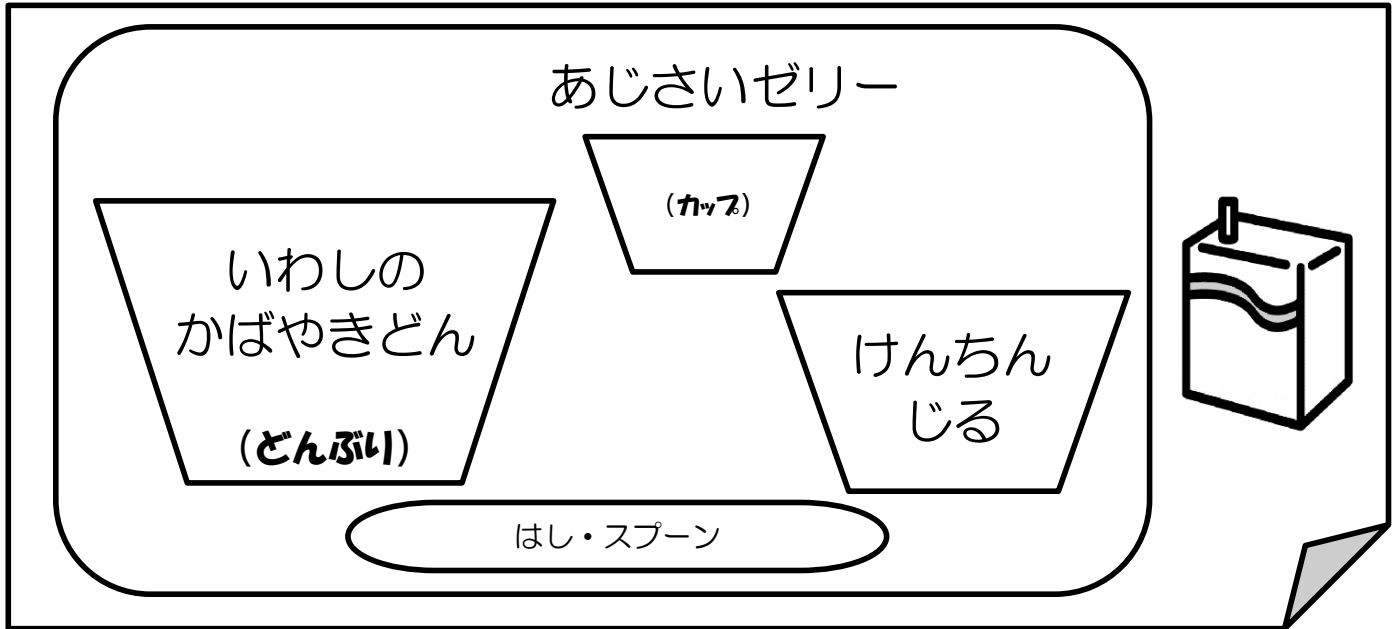 あじさいゼリー
(カップ)
いわしの
かばやきどん
(どんぶり)
けんちん
じる
はし・スプーン